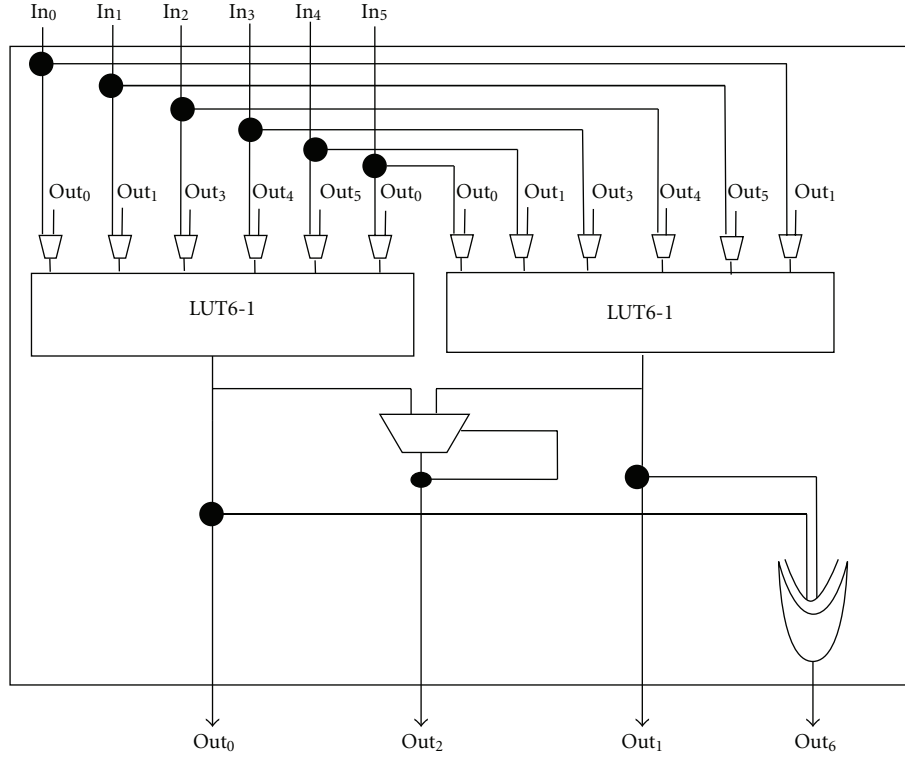 In₀ In₁ In₂ In₃ In₄ In₅
Out₀ Out₁ Out₃ Out₄ Out₅ Out₀ Out₀ Out₁ Out₃ Out₄ Out₅ Out₁
LUT6-1 LUT6-1
Out₀ Out₂ Out₁ Out₆